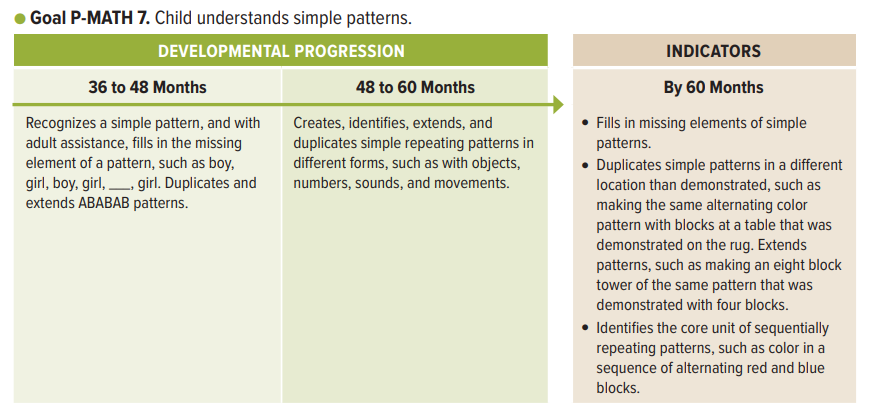 ● Goal P-MATH 7. Child understands simple patterns.
DEVELOPMENTAL PROGRESSION
36 to 48 Months
Recognizes a simple pattern, and with
adult assistance, fills in the missing
element of a pattern, such as boy,
girl, boy, girl, ___, girl. Duplicates and
extends ABABAB patterns.
48 to 60 Months
Creates, identifies, extends, and
duplicates simple repeating patterns in
different forms, such as with objects,
numbers, sounds, and movements.
INDICATORS
By 60 Months
• Fills in missing elements of simple
patterns.
• Duplicates simple patterns in a different
location than demonstrated, such as
making the same alternating color
pattern with blocks at a table that was
demonstrated on the rug. Extends
patterns, such as making an eight block
tower of the same pattern that was
demonstrated with four blocks.
• Identifies the core unit of sequentially
repeating patterns, such as color in a
sequence of alternating red and blue
blocks.